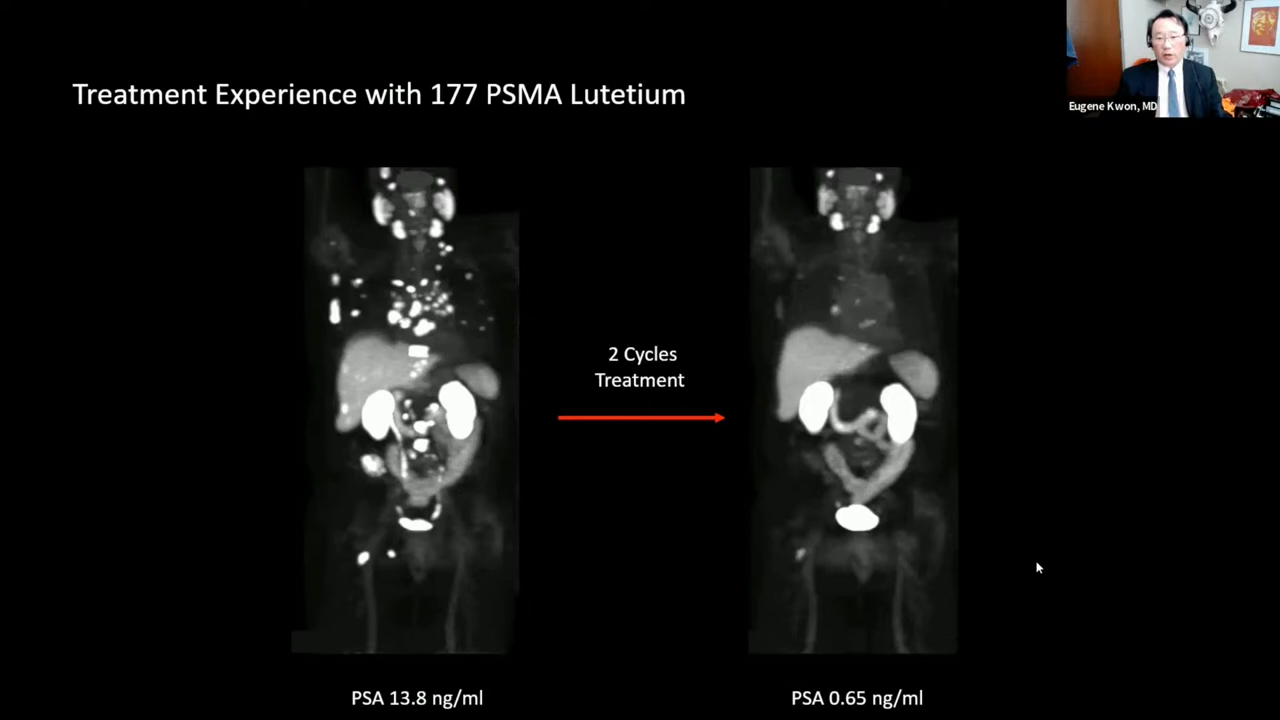 Eugene Kwon, MD
Treatment Experience with 177 PSMA Lutetium
2 Cycles
Treatment
PSA 13.8 ng/ml
PSA 0.65 ng/ml